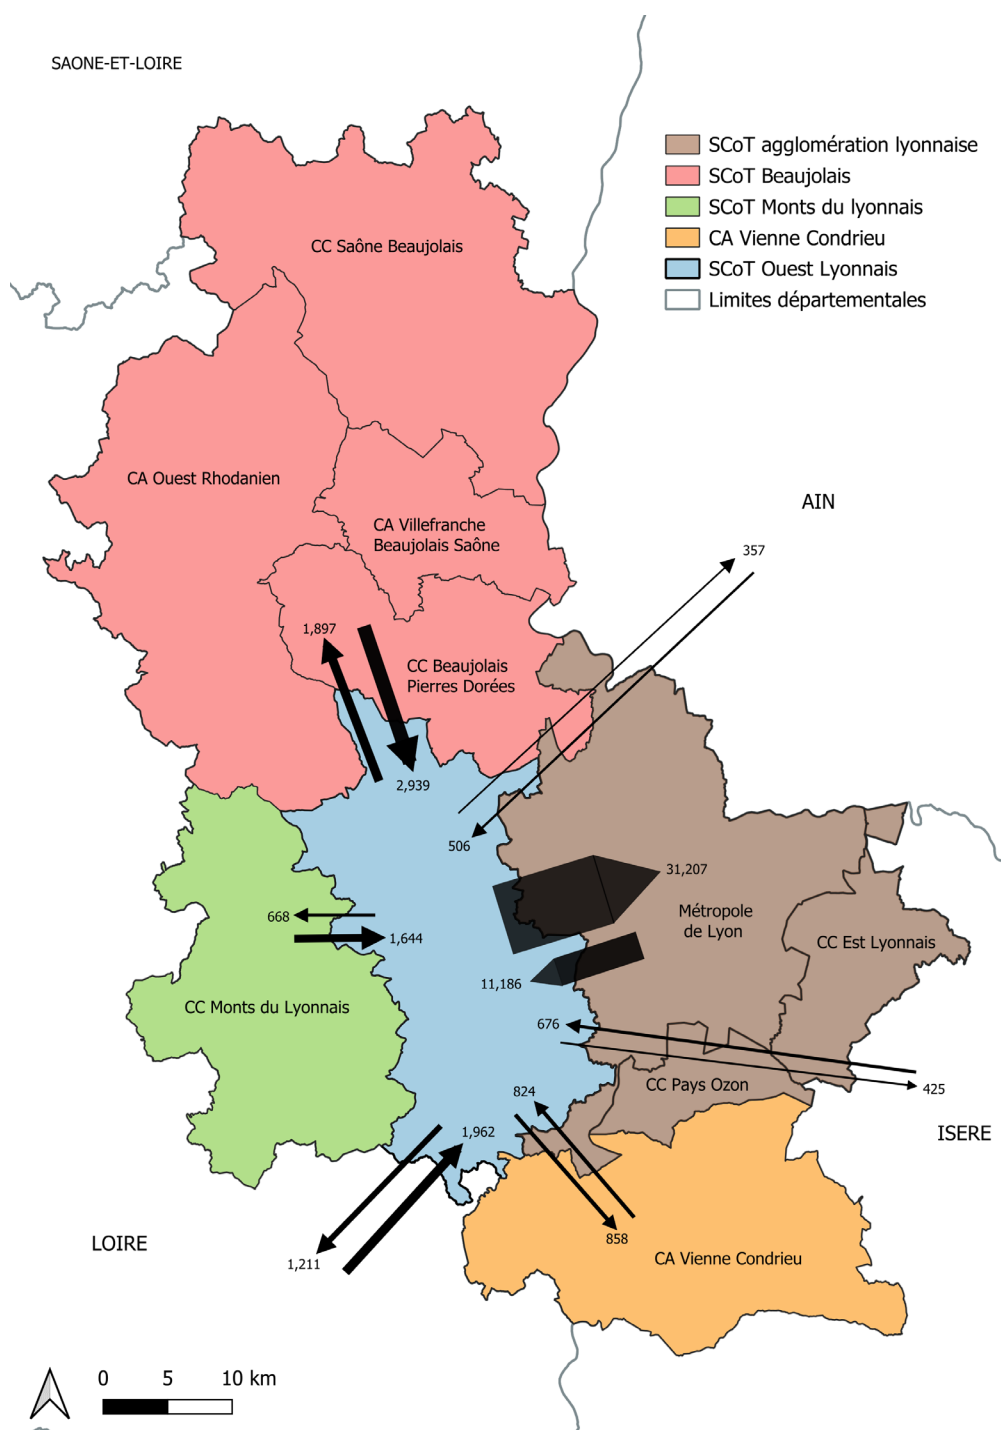 SAONE-ET-LOIRE
SCoT agglomération lyonnaise
SCoT Beaujolais
SCoT Monts du lyonnais
CA Vienne Condrieu
SCoT Ouest Lyonnais
Limites départementales
CC Saône Beaujolais
CA Ouest Rhodanien
AIN
CA Villefranche
Beaujolais Saône
357
1,897
CC Beaujolais
Pierres Dorées
2,939
506
31,207
668
Métropole
de Lyon
1,644
CC Est Lyonnais
11,186
CC Monts du Lyonnais
676
CC Pays Ozon
425
824
1,962
ISERE
858
LOIRE
1,211
CA Vienne Condrieu
0 5 10 km